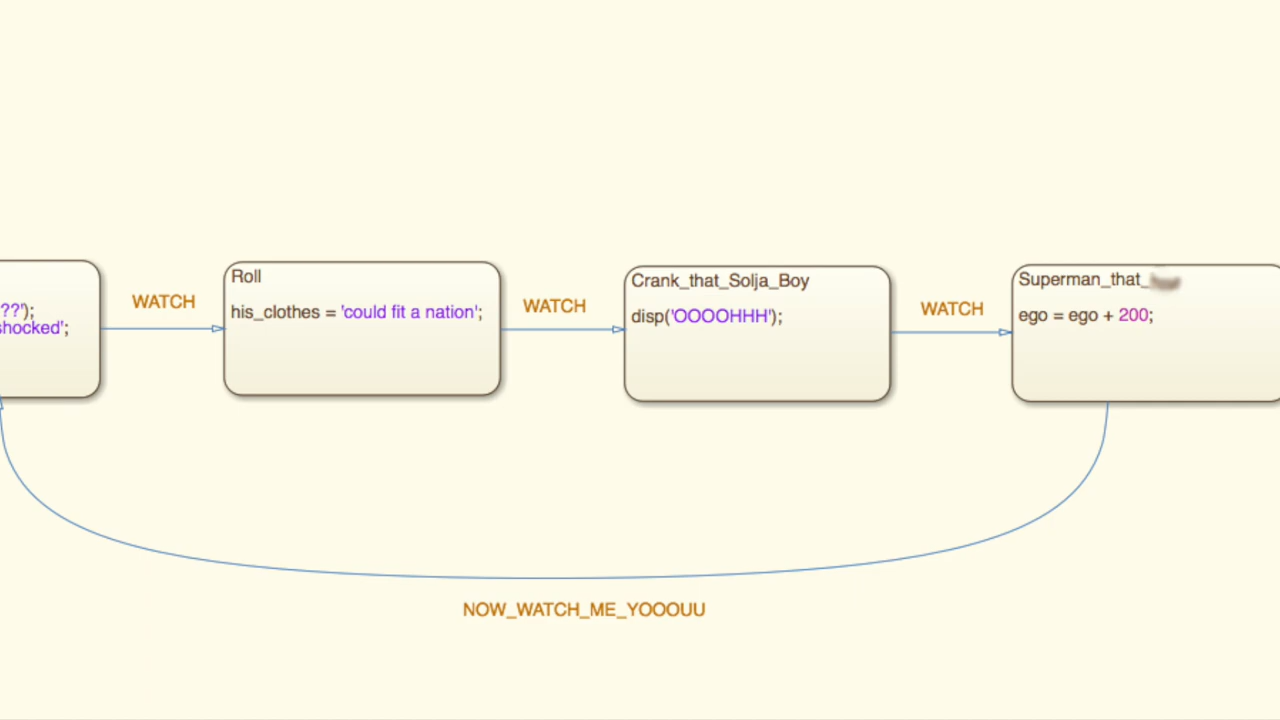 ??');
shocked';
WATCH
Roll
his_clothes = 'could fit a nation';
WATCH
Crank_that_Solja_Boy
disp('OOOOHHH');
WATCH
Superman_that_
ego = ego + 200;
NOW_WATCH_ME_YOOOUU